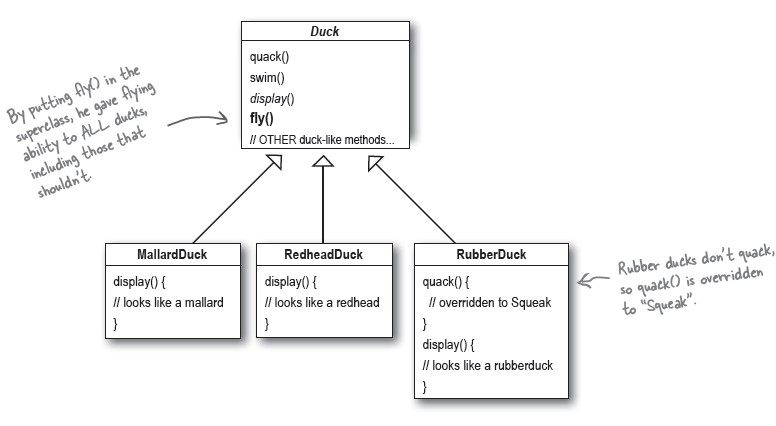 Duck
quack()
swim()
display()
fly()
// OTHER duck-like methods...
By putting fly() in the
superclass, he gave flying
ability to ALL ducks,
including those that
shouldn't.
MallardDuck
display() {
// looks like a mallard
}
RedheadDuck
display() {
// looks like a redhead
}
RubberDuck
quack() {
// overridden to Squeak
}
display() {
// looks like a rubberduck
}
Rubber ducks don't quack,
so quack() is overridden
to "Squeak".